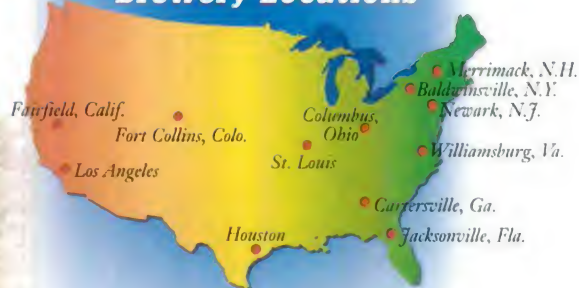 Brewery Locations
Merrimack, N.H.
Baldwinsville, N.Y.
Newark, N.J.
Columbus,
Ohio
Fairfield, Calif.
Fort Collins, Colo.
St. Louis
Williamsburg, Va.
Los Angeles
Cartersville, Ga.
Houston
Jacksonville, Fla.